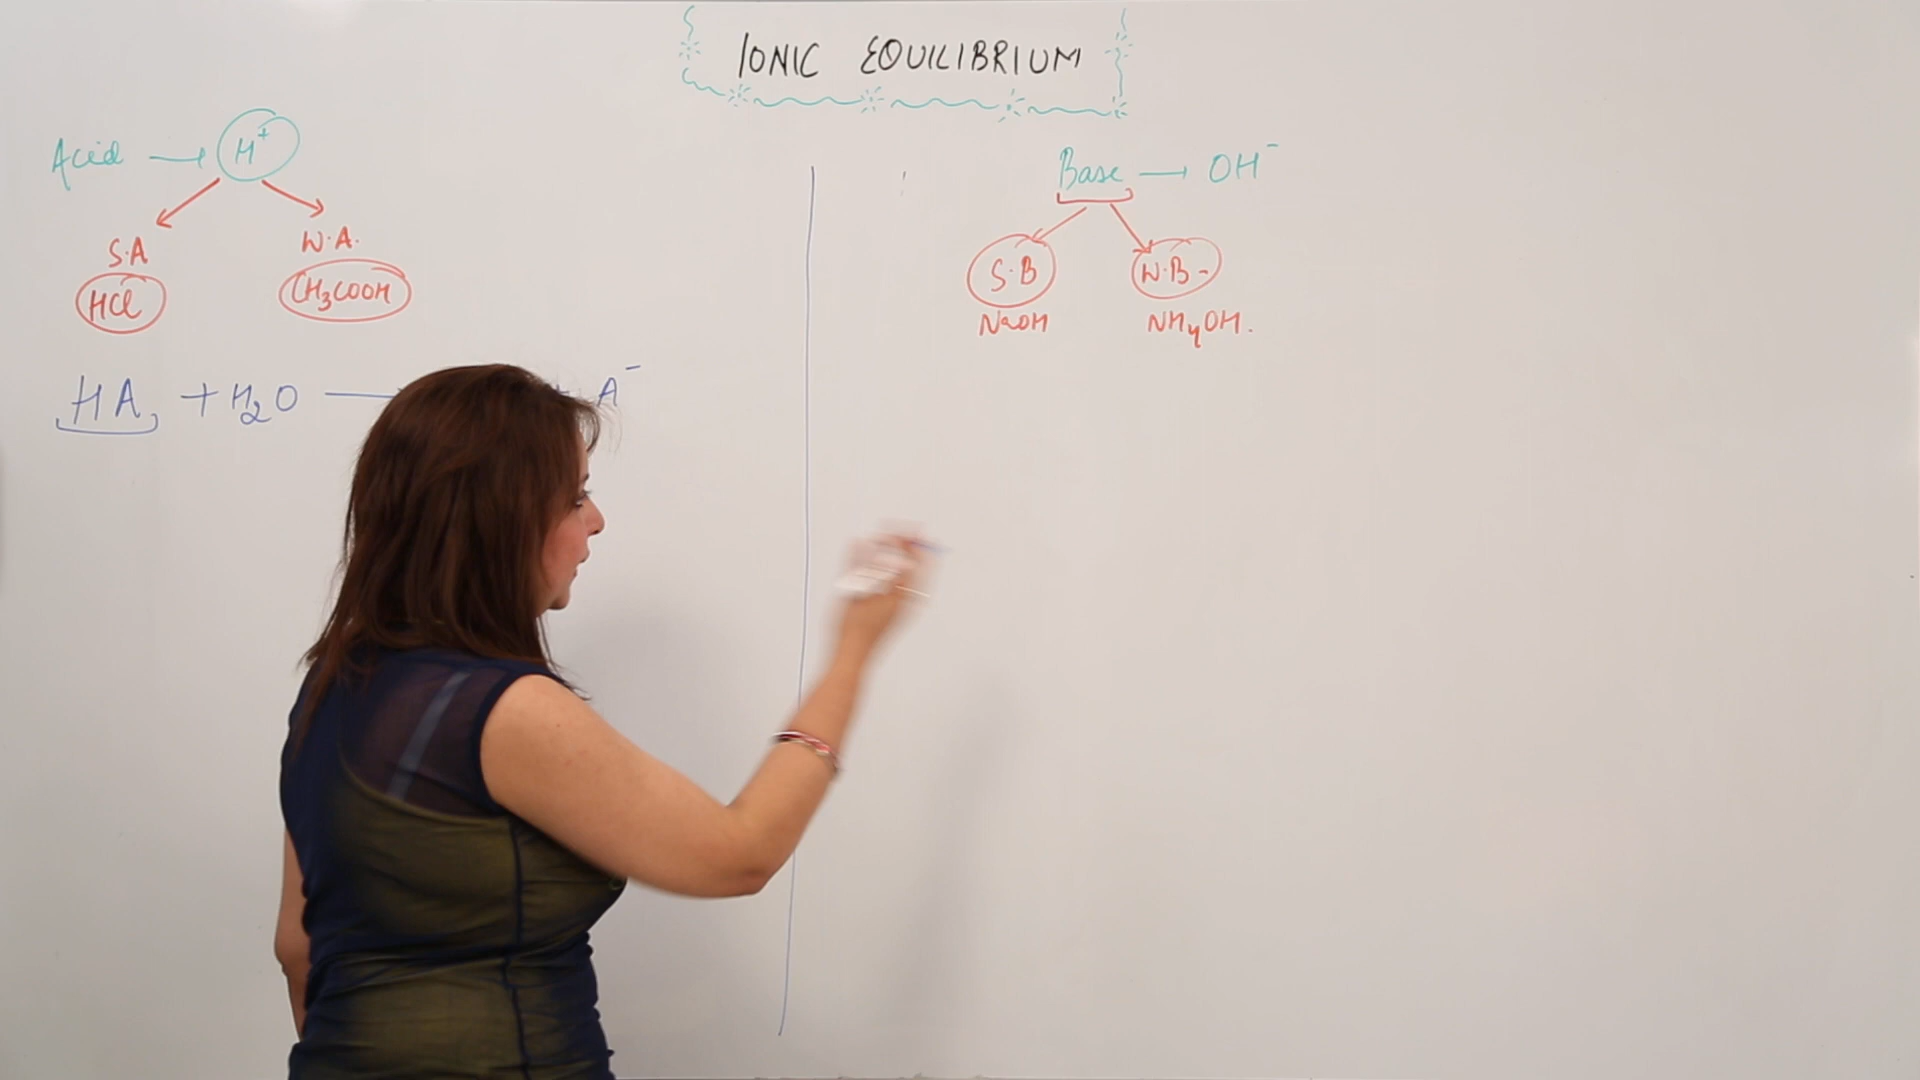 IONIC EQUILIBRIUM
Acid → H⁺
S.A
W.A.
HCl
CH₃COOH
HA + H₂O → + A⁻
Base → OH⁻
S.B
W.B-
NaOH
NH₄OH.